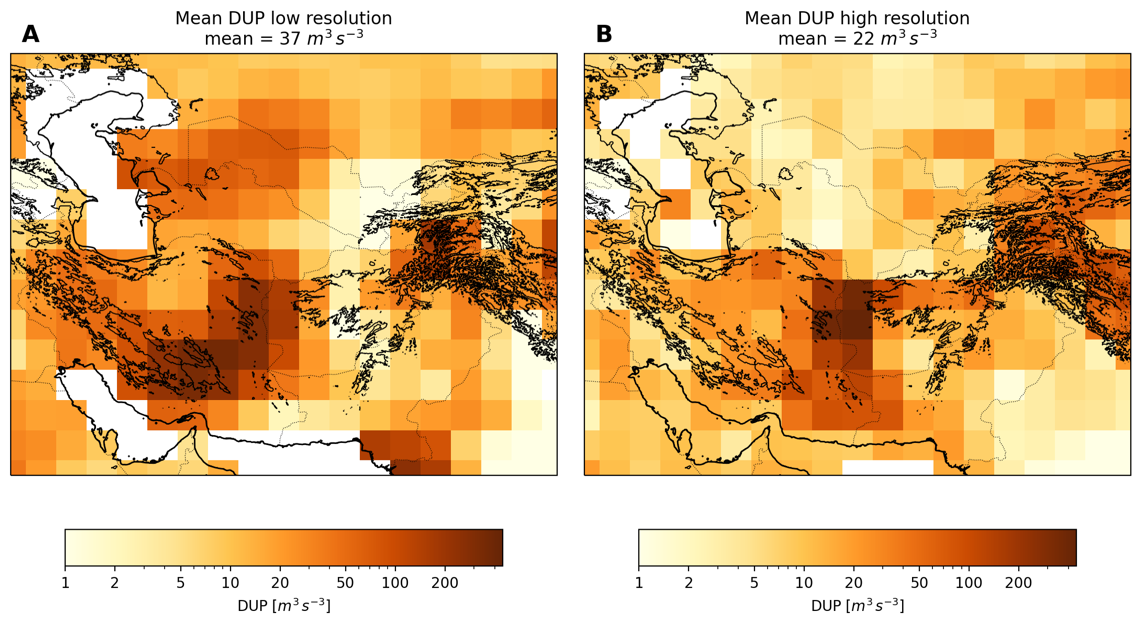 A
Mean DUP low resolution
mean = 37 m³ s⁻³
B
Mean DUP high resolution
mean = 22 m³ s⁻³
1 2 5 10 20 50 100 200
DUP [m³ s⁻³]
1 2 5 10 20 50 100 200
DUP [m³ s⁻³]